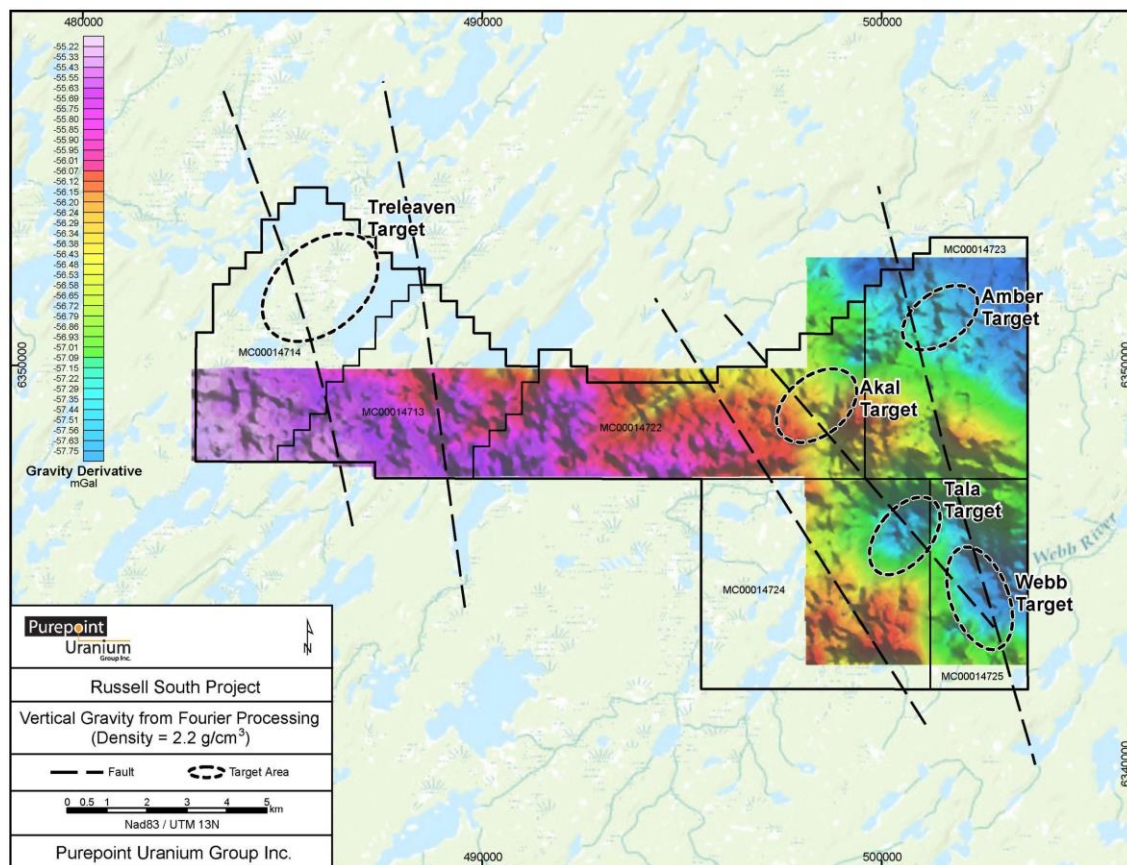 480000
490000
500000
-55.22
-55.33
-55.43
-55.55
-55.63
-55.69
-55.75
-55.80
-55.85
-55.90
-55.96
-56.01
-56.07
-56.12
-56.16
-56.20
-56.24
-56.29
-56.34
-56.38
-56.43
-56.48
-56.53
-56.58
-56.65
-56.72
-56.79
-56.86
-56.93
-57.01
-57.09
-57.15
-57.22
-57.29
-57.35
-57.44
-57.51
-57.56
-57.63
-57.75
Gravity Derivative
mGal
Treleaven
Target
MC00014723
Amber
Target
MC00014714
6350000
6350000
Akal
Target
MC00014713
MC00014722
Tala
Target
Webb River
Webb
Target
MC00014724
MC00014725
Purepoint
Uranium
Group Inc.
N
Russell South Project
Vertical Gravity from Fourier Processing
(Density = 2.2 g/cm³)
Fault
Target Area
0 0.5 1 2 3 4 5
km
Nad83 / UTM 13N
Purepoint Uranium Group Inc.
6340000
490000
500000